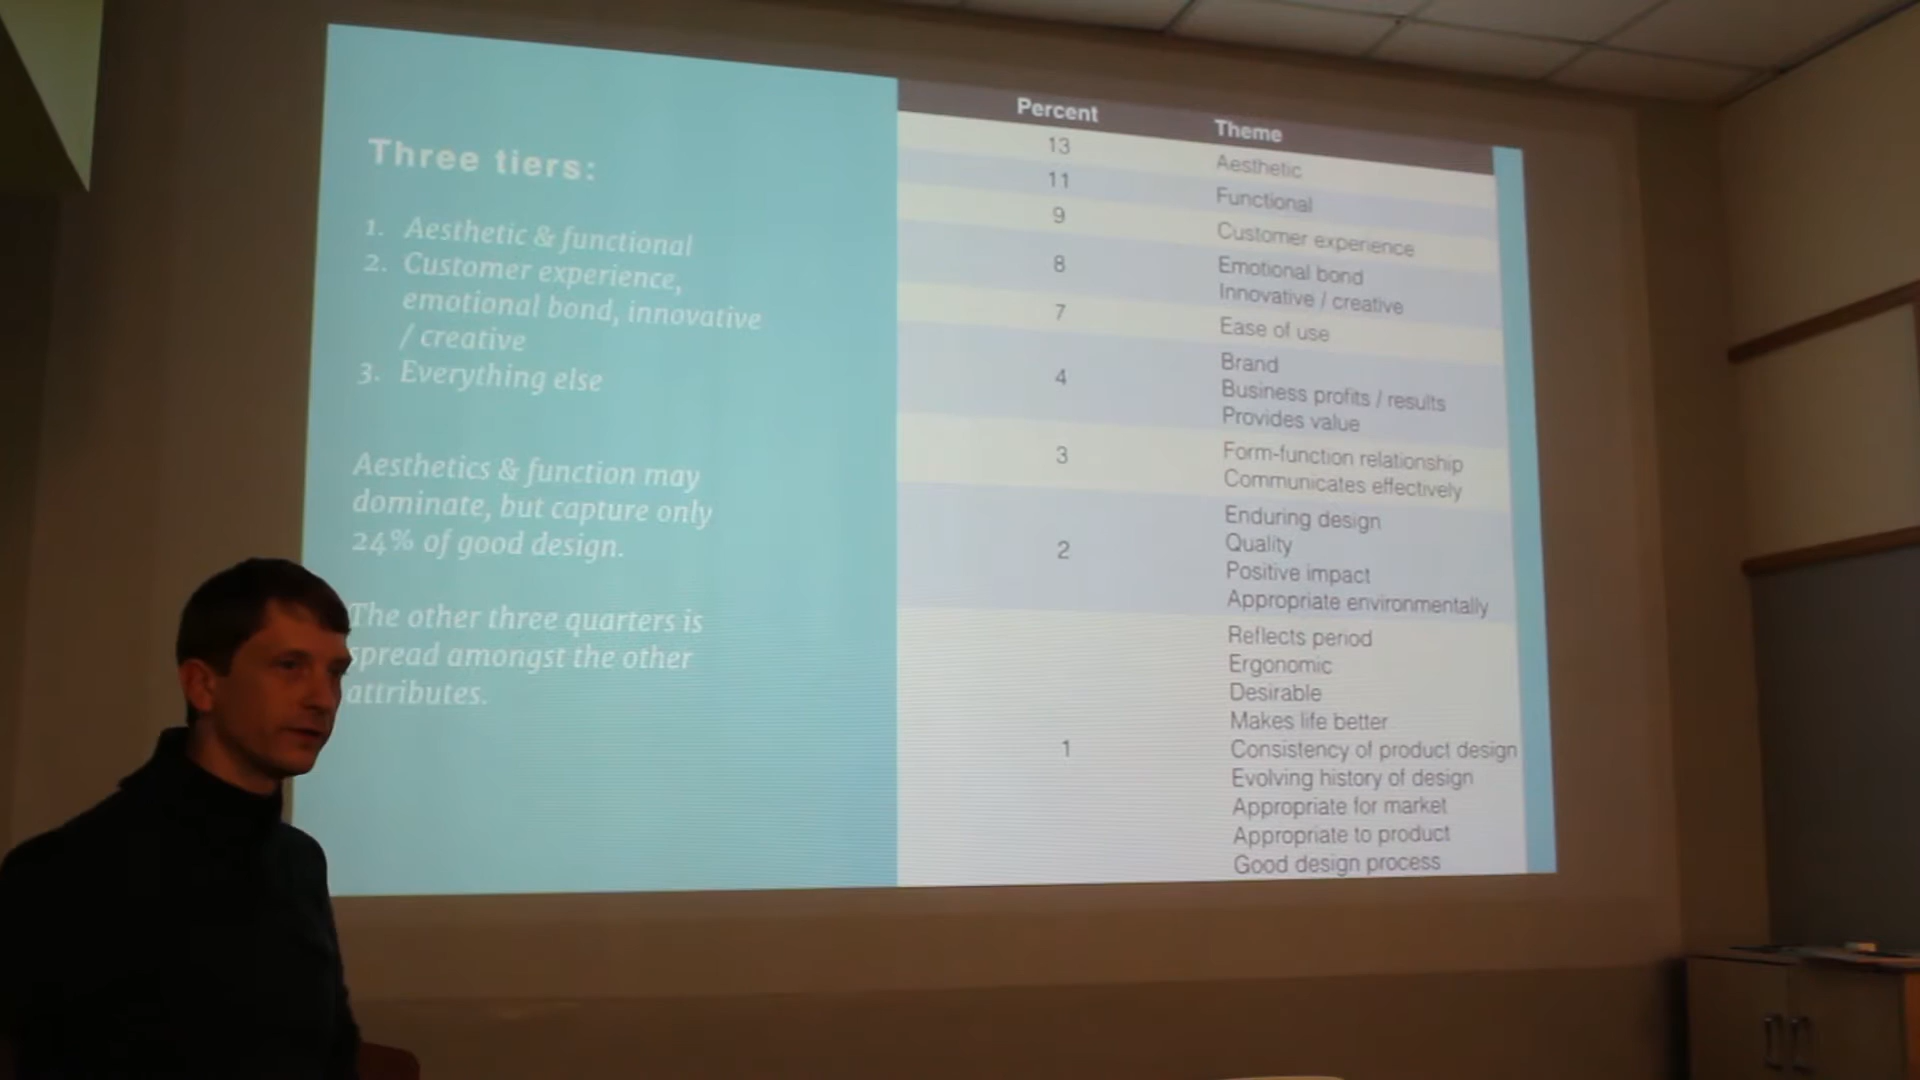 Three tiers:
1. Aesthetic & functional
2. Customer experience,
emotional bond, innovative
/ creative
3. Everything else
Aesthetics & function may
dominate, but capture only
24% of good design.
The other three quarters is
spread amongst the other
attributes.
Percent Theme
13 Aesthetic
11 Functional
9 Customer experience
8 Emotional bond
Innovative / creative
7 Ease of use
4 Brand
Business profits / results
Provides value
3 Form-function relationship
Communicates effectively
2 Enduring design
Quality
Positive impact
Appropriate environmentally
1 Reflects period
Ergonomic
Desirable
Makes life better
Consistency of product design
Evolving history of design
Appropriate for market
Appropriate to product
Good design process